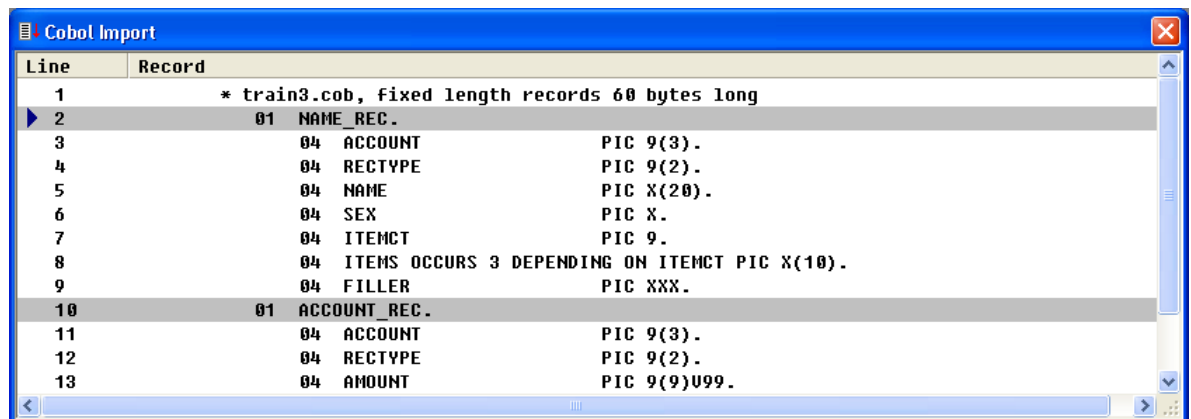 Cobol Import
Line Record
1 * train3.cob, fixed length records 60 bytes long
2 01 NAME_REC.
3 04 ACCOUNT PIC 9(3).
4 04 RECTYPE PIC 9(2).
5 04 NAME PIC X(20).
6 04 SEX PIC X.
7 04 ITEMCT PIC 9.
8 04 ITEMS OCCURS 3 DEPENDING ON ITEMCT PIC X(10).
9 04 FILLER PIC XXX.
10 01 ACCOUNT_REC.
11 04 ACCOUNT PIC 9(3).
12 04 RECTYPE PIC 9(2).
13 04 AMOUNT PIC 9(9)V99.